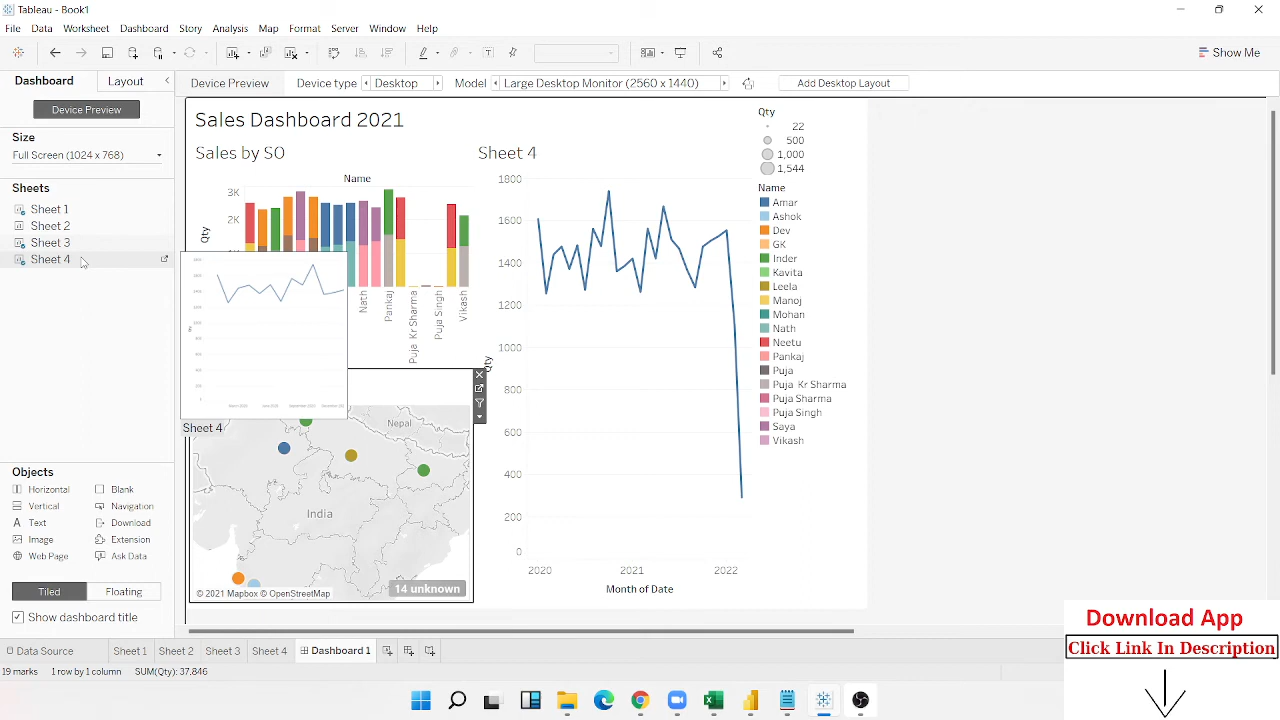 Tableau - Book1
File Data Worksheet Dashboard Story Analysis Map Format Server Window Help
Show Me
Dashboard Layout
Device Preview Device type Desktop Model Large Desktop Monitor (2560 x 1440) Add Desktop Layout
Device Preview
Size
Full Screen (1024 x 768)
Sheets
Sheet 1
Sheet 2
Sheet 3
Sheet 4
Objects
Horizontal Blank
Vertical Navigation
Text Download
Image Extension
Web Page Ask Data
Tiled Floating
Show dashboard title
Sales Dashboard 2021
Sales by SO
Name
3K
2K
Qty
Nath
Pankaj
Puja Kr Sharma
Puja Singh
Vikash
Sheet 4
Nepal
India
© 2021 Mapbox © OpenStreetMap
14 unknown
Sheet 4
1800
1600
1400
1200
1000
800
600
400
200
0
Qty
2020 2021 2022
Month of Date
Qty
22
500
1,000
1,544
Name
Amar
Ashok
Dev
GK
Inder
Kavita
Leela
Manoj
Mohan
Nath
Neetu
Pankaj
Puja
Puja Kr Sharma
Puja Sharma
Puja Singh
Saya
Vikash
Download App
Click Link In Description
Data Source Sheet 1 Sheet 2 Sheet 3 Sheet 4 Dashboard 1
19 marks 1 row by 1 column SUM(Qty): 37,846